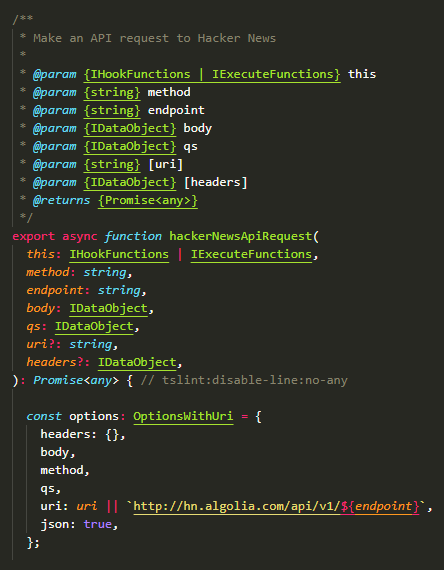 /**
 * Make an API request to Hacker News
 *
 * @param {IHookFunctions | IExecuteFunctions} this
 * @param {string} method
 * @param {string} endpoint
 * @param {IDataObject} body
 * @param {IDataObject} qs
 * @param {string} [uri]
 * @param {IDataObject} [headers]
 * @returns {Promise<any>}
 */
export async function hackerNewsApiRequest(
  this: IHookFunctions | IExecuteFunctions,
  method: string,
  endpoint: string,
  body: IDataObject,
  qs: IDataObject,
  uri?: string,
  headers?: IDataObject,
): Promise<any> { // tslint:disable-line:no-any

  const options: OptionsWithUri = {
    headers: {},
    body,
    method,
    qs,
    uri: uri || `http://hn.algolia.com/api/v1/${endpoint}`,
    json: true,
  };